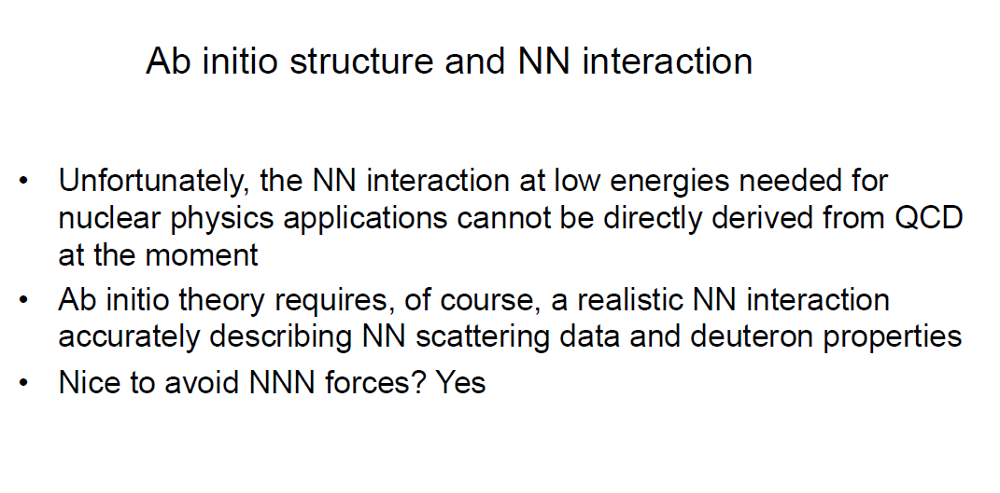 Ab initio structure and NN interaction
• Unfortunately, the NN interaction at low energies needed for
nuclear physics applications cannot be directly derived from QCD
at the moment
• Ab initio theory requires, of course, a realistic NN interaction
accurately describing NN scattering data and deuteron properties
• Nice to avoid NNN forces? Yes